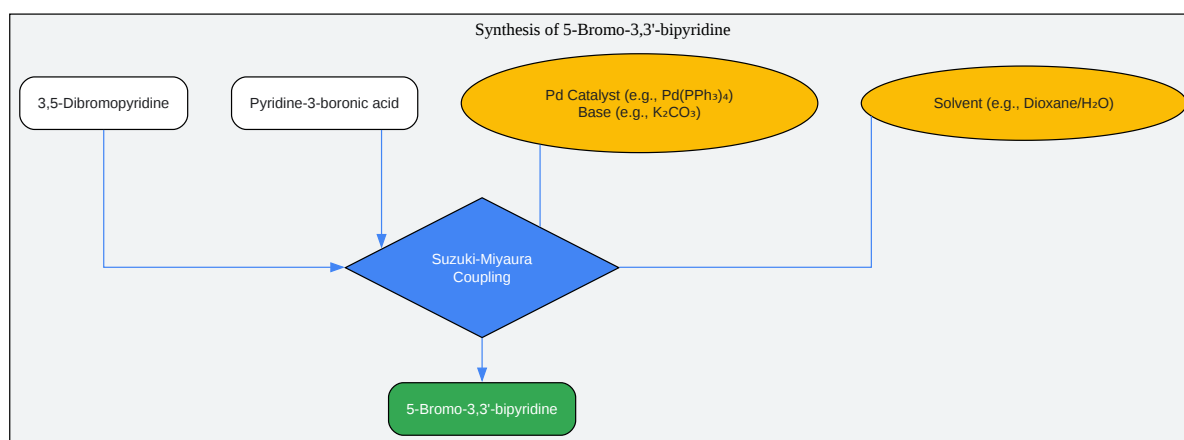 Synthesis of 5-Bromo-3,3'-bipyridine
3,5-Dibromopyridine
Pyridine-3-boronic acid
Pd Catalyst (e.g., Pd(PPh₃)₄)
Base (e.g., K₂CO₃)
Solvent (e.g., Dioxane/H₂O)
Suzuki-Miyaura
Coupling
5-Bromo-3,3'-bipyridine